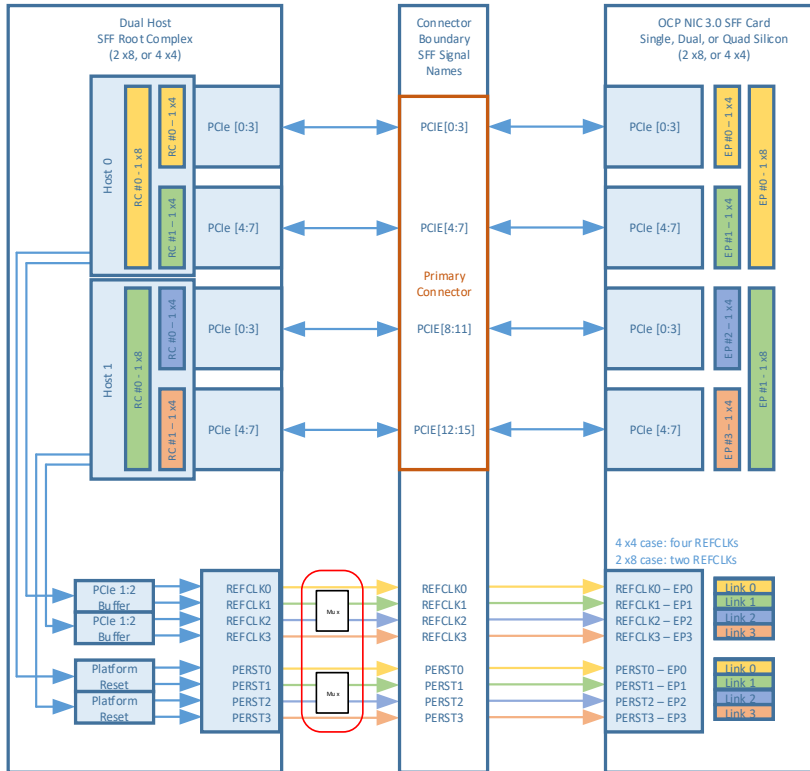 Dual Host
SFF Root Complex
(2 x8, or 4 x4)
Connector
Boundary
SFF Signal
Names
OCP NIC 3.0 SFF Card
Single, Dual, or Quad Silicon
(2 x8, or 4 x4)
Host 0
RC #0 - 1 x8
RC #0 – 1 x4
RC #1 – 1 x4
PCIe [0:3]
PCIe [4:7]
Host 1
RC #0 - 1 x8
RC #0 – 1 x4
RC #1 – 1 x4
PCIe [0:3]
PCIe [4:7]
PCIE[0:3]
PCIE[4:7]
Primary
Connector
PCIE[8:11]
PCIE[12:15]
PCIe [0:3]
PCIe [4:7]
PCIe [0:3]
PCIe [4:7]
EP #0 – 1 x4
EP #1 – 1 x4
EP #2 – 1 x4
EP #3 – 1 x4
EP #0 - 1 x8
EP #1 - 1 x8
4 x4 case: four REFCLKs
2 x8 case: two REFCLKs
PCIe 1:2
Buffer
PCIe 1:2
Buffer
Platform
Reset
Platform
Reset
REFCLK0
REFCLK1
REFCLK2
REFCLK3
PERST0
PERST1
PERST2
PERST3
Mux
Mux
REFCLK0
REFCLK1
REFCLK2
REFCLK3
PERST0
PERST1
PERST2
PERST3
REFCLK0 – EP0
REFCLK1 – EP1
REFCLK2 – EP2
REFCLK3 – EP3
PERST0 – EP0
PERST1 – EP1
PERST2 – EP2
PERST3 – EP3
Link 0
Link 1
Link 2
Link 3
Link 0
Link 1
Link 2
Link 3